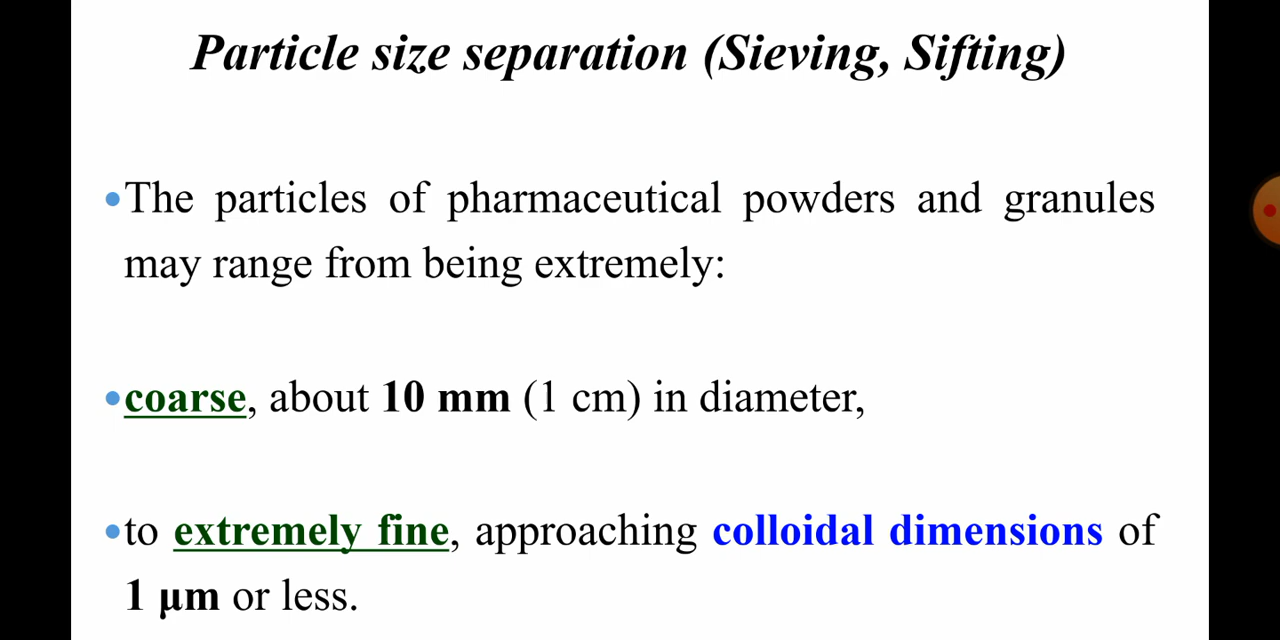 Particle size separation (Sieving, Sifting)
•The particles of pharmaceutical powders and granules
may range from being extremely:
•coarse, about 10 mm (1 cm) in diameter,
•to extremely fine, approaching colloidal dimensions of
1 μm or less.